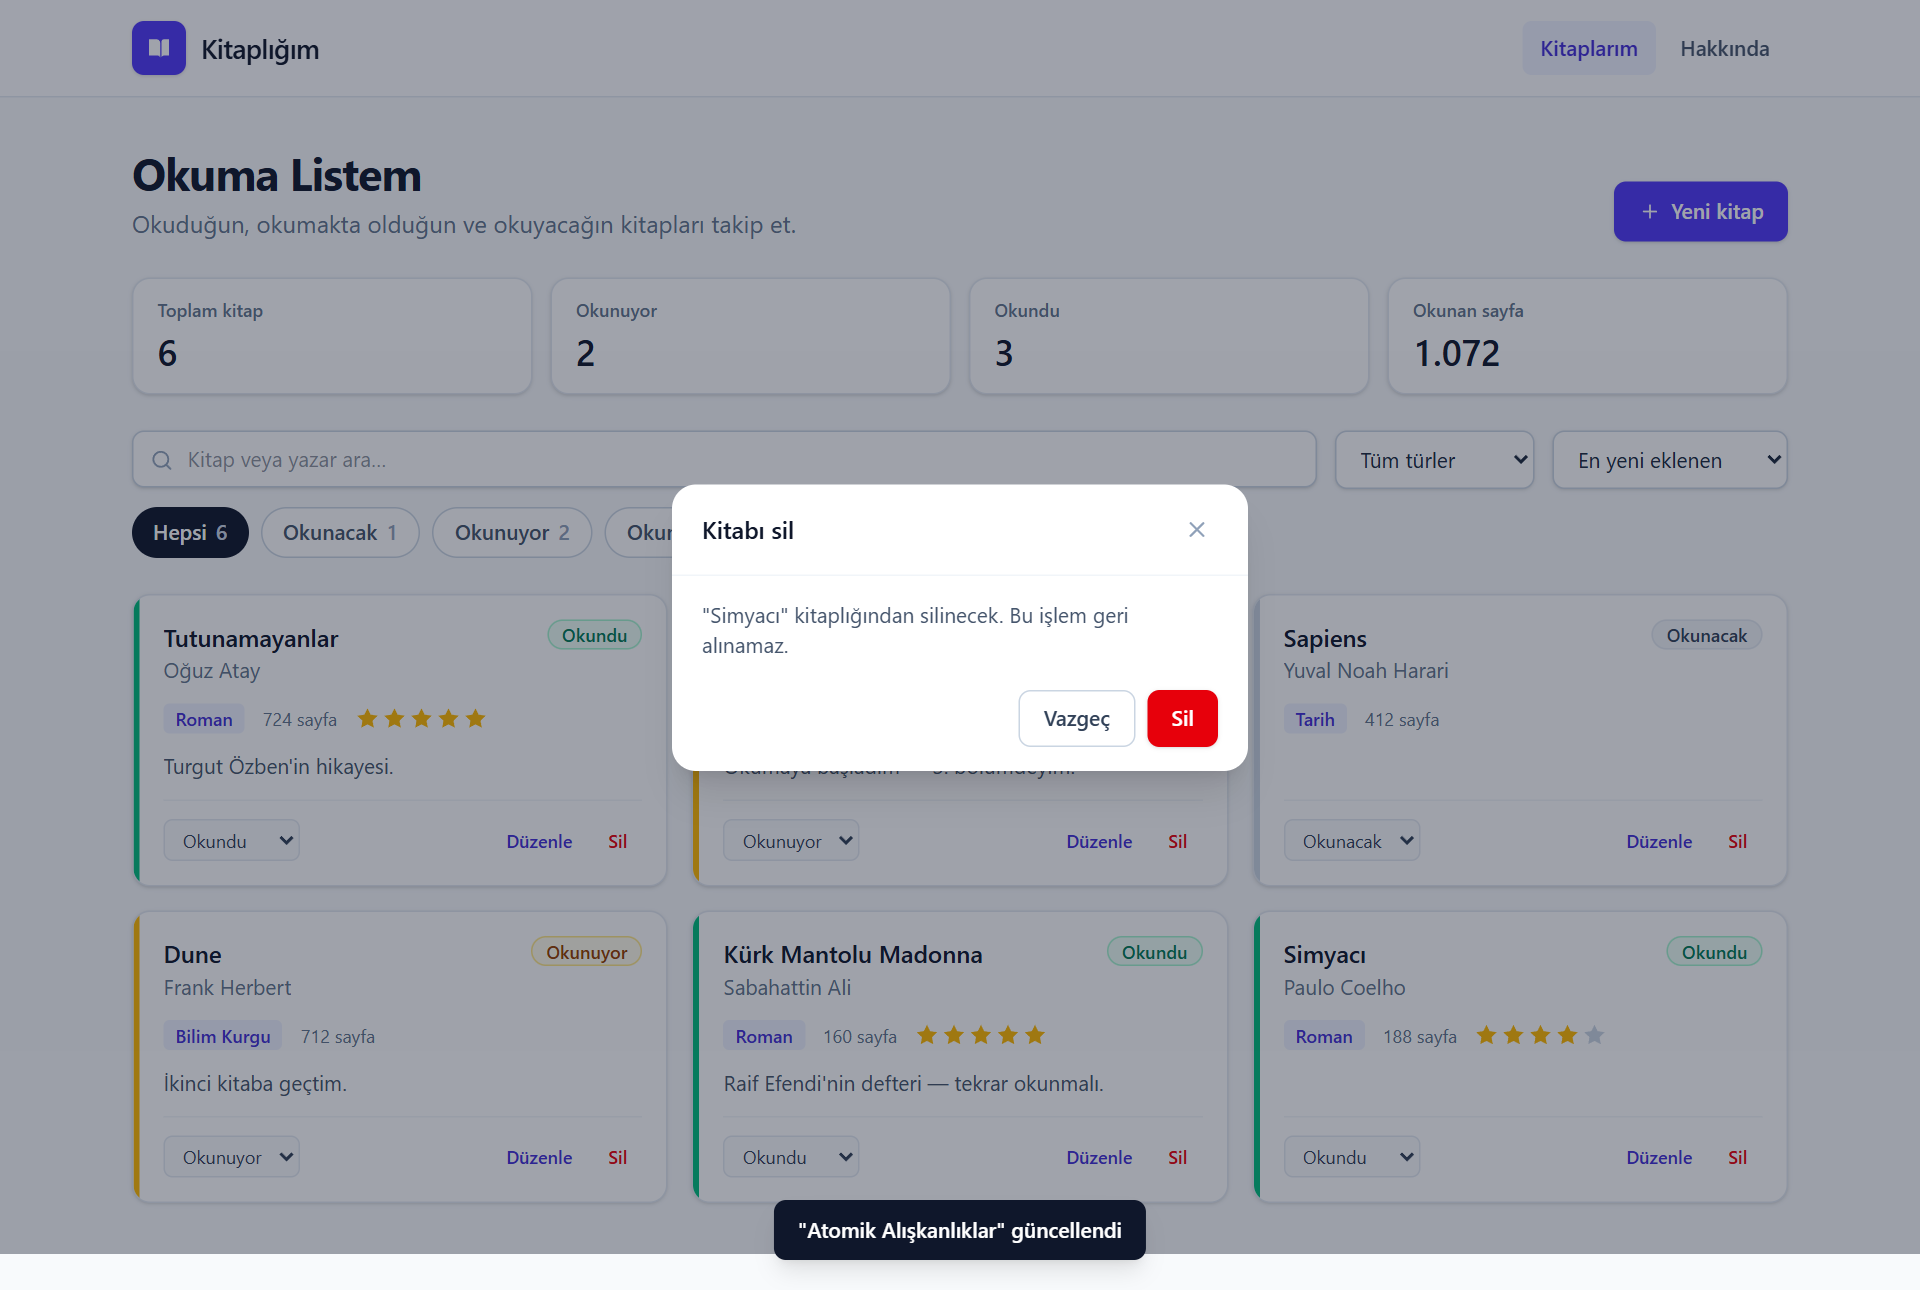 Kitaplığım
Kitaplarım
Hakkında
Okuma Listem
Okuduğun, okumakta olduğun ve okuyacağın kitapları takip et.
+ Yeni kitap
Toplam kitap
6
Okunuyor
2
Okundu
3
Okunan sayfa
1.072
Kitap veya yazar ara...
Tüm türler
En yeni eklenen
Hepsi 6
Okunacak 1
Okunuyor 2
Kitabı sil
"Simyacı" kitaplığından silinecek. Bu işlem geri
alınamaz.
Vazgeç
Sil
Tutunamayanlar
Okundu
Oğuz Atay
Roman
724 sayfa
Turgut Özben'in hikayesi.
Okundu
Düzenle
Sil
Okunuyor
Düzenle
Sil
Sapiens
Okunacak
Yuval Noah Harari
Tarih
412 sayfa
Okunacak
Düzenle
Sil
Dune
Okunuyor
Frank Herbert
Bilim Kurgu
712 sayfa
İkinci kitaba geçtim.
Okunuyor
Düzenle
Sil
Kürk Mantolu Madonna
Okundu
Sabahattin Ali
Roman
160 sayfa
Raif Efendi'nin defteri — tekrar okunmalı.
Okundu
Düzenle
Sil
Simyacı
Okundu
Paulo Coelho
Roman
188 sayfa
Okundu
Düzenle
Sil
"Atomik Alışkanlıklar" güncellendi